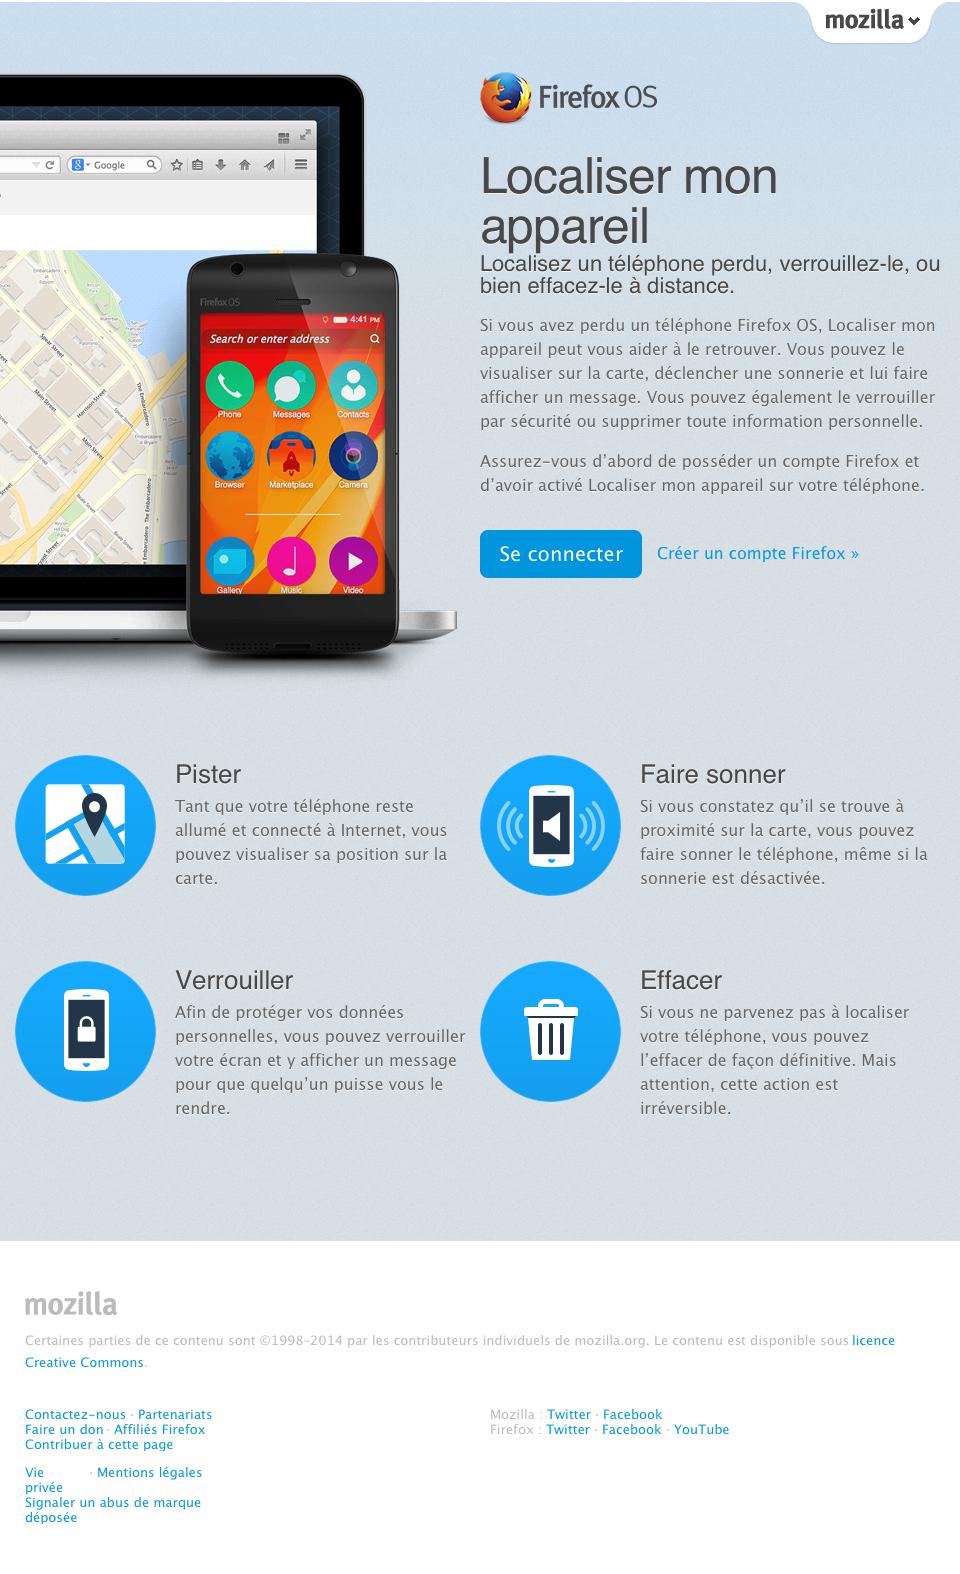 mozilla
Firefox OS
Localiser mon
appareil
Localisez un téléphone perdu, verrouillez-le, ou
bien effacez-le à distance.
Si vous avez perdu un téléphone Firefox OS, Localiser mon
appareil peut vous aider à le retrouver. Vous pouvez le
visualiser sur la carte, déclencher une sonnerie et lui faire
afficher un message. Vous pouvez également le verrouiller
par sécurité ou supprimer toute information personnelle.
Assurez-vous d’abord de posséder un compte Firefox et
d’avoir activé Localiser mon appareil sur votre téléphone.
Se connecter
Créer un compte Firefox »
Google
Spear Street
Main Street
Harrison Street
Main Street
Beale Street
The Embarcadero
Firefox OS
4:41 PM
Search or enter address
Phone
Messages
Contacts
Browser
Marketplace
Camera
Gallery
Music
Video
Pister
Tant que votre téléphone reste
allumé et connecté à Internet, vous
pouvez visualiser sa position sur la
carte.
Faire sonner
Si vous constatez qu’il se trouve à
proximité sur la carte, vous pouvez
faire sonner le téléphone, même si la
sonnerie est désactivée.
Verrouiller
Afin de protéger vos données
personnelles, vous pouvez verrouiller
votre écran et y afficher un message
pour que quelqu’un puisse vous le
rendre.
Effacer
Si vous ne parvenez pas à localiser
votre téléphone, vous pouvez
l’effacer de façon définitive. Mais
attention, cette action est
irréversible.
mozilla
Certaines parties de ce contenu sont ©1998–2014 par les contributeurs individuels de mozilla.org. Le contenu est disponible sous licence
Creative Commons.
Contactez-nous · Partenariats
Faire un don · Affiliés Firefox
Contribuer à cette page
Vie privée · Mentions légales
Signaler un abus de marque
déposée
Mozilla : Twitter · Facebook
Firefox : Twitter · Facebook · YouTube